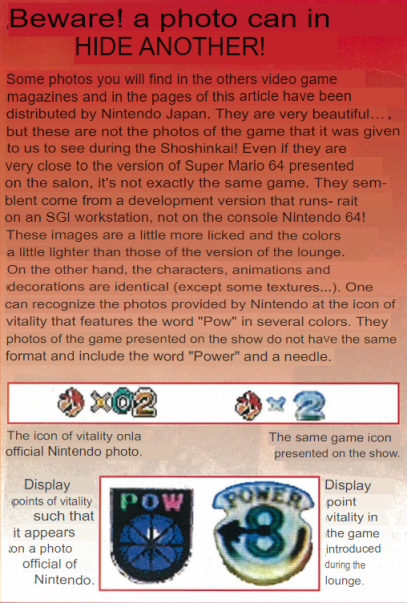 Beware! a photo can in
HIDE ANOTHER!
Some photos you will find in the others video game
magazines and in the pages of this article have been
distributed by Nintendo Japan. They are very beautiful... .
but these are not the photos of the game that it was given
to us to see during the Shoshinkai! Even if they are
very close to the version of Super Mario 64 presented
on the salon, it's not exactly the same game. They sem-
blent come from a development version that runs- rait
on an SGI workstation, not on the console Nintendo 64!
These images are a little more licked and the colors
a little lighter than those of the version of the lounge.
On the other hand, the characters, animations and
decorations are identical (except some textures...). One
can recognize the photos provided by Nintendo at the icon of
vitality that features the word "Pow" in several colors. They
photos of the game presented on the show do not have the same
format and include the word "Power" and a needle.
×02
× 2
The icon of vitality onla
official Nintendo photo.
The same game icon
presented on the show.
Display
points of vitality
such that
it appears
on a photo
official of
Nintendo.
POW
POWER
8
Display
point
vitality in
the game
introduced
during the
lounge.